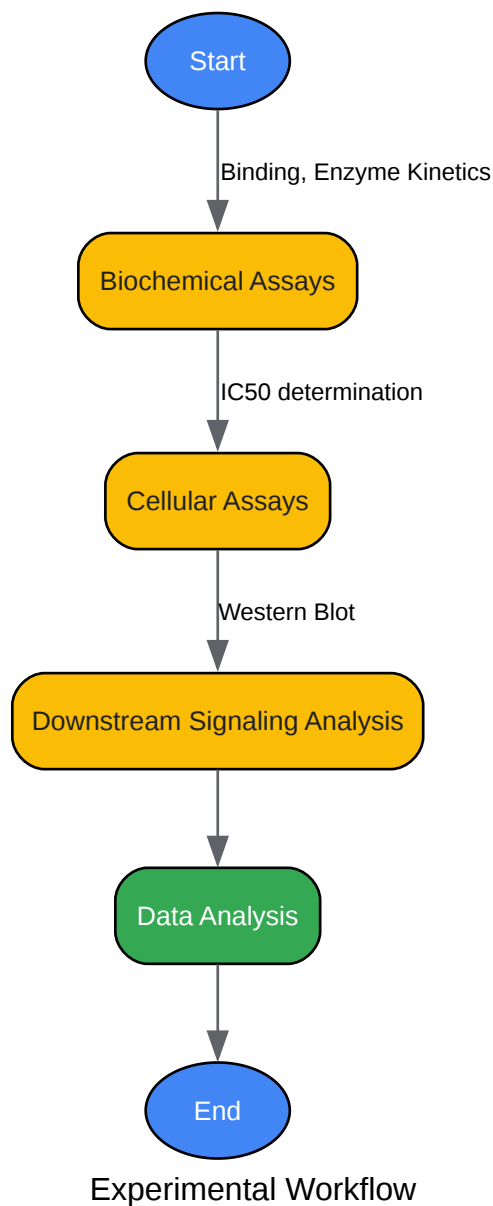 Start
Binding, Enzyme Kinetics
Biochemical Assays
IC50 determination
Cellular Assays
Western Blot
Downstream Signaling Analysis
Data Analysis
End
Experimental Workflow